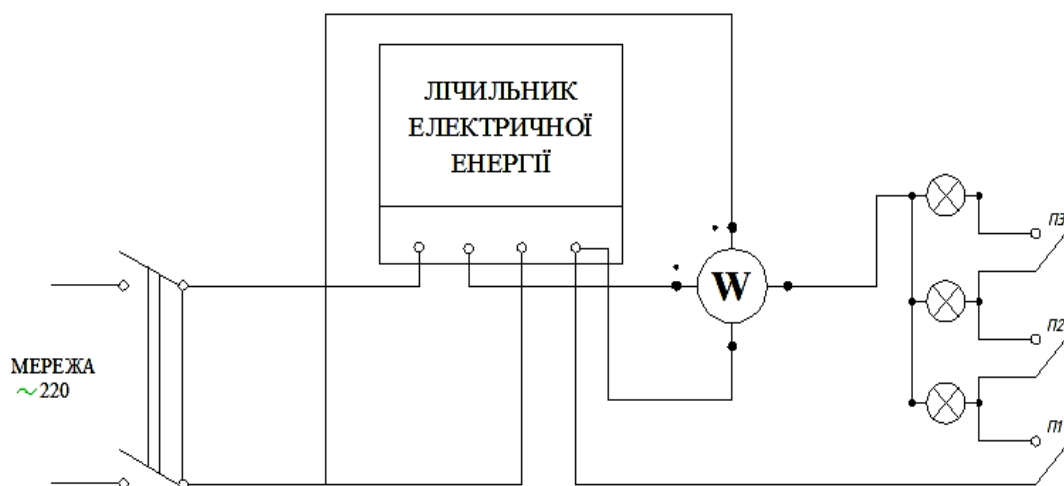 ЛІЧИЛЬНИК
ЕЛЕКТРИЧНОЇ
ЕНЕРГІЇ
W
П3
П2
П1
МЕРЕЖА
~220